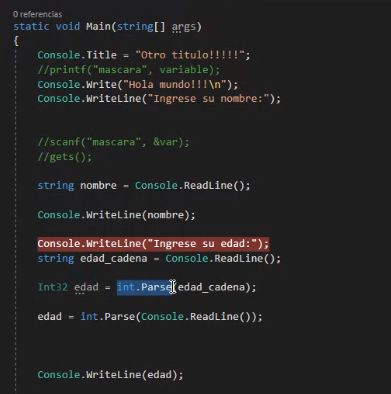 0 referencias
static void Main(string[] args)
{
Console.Title = "Otro titulo!!!!!";
//printf("mascara", variable);
Console.Write("Hola mundo!!!\n");
Console.WriteLine("Ingrese su nombre:");
//scanf("mascara", &var);
//gets();
string nombre = Console.ReadLine();
Console.WriteLine(nombre);
Console.WriteLine("Ingrese su edad:");
string edad_cadena = Console.ReadLine();
Int32 edad = int.Parse(edad_cadena);
edad = int.Parse(Console.ReadLine());
Console.WriteLine(edad);